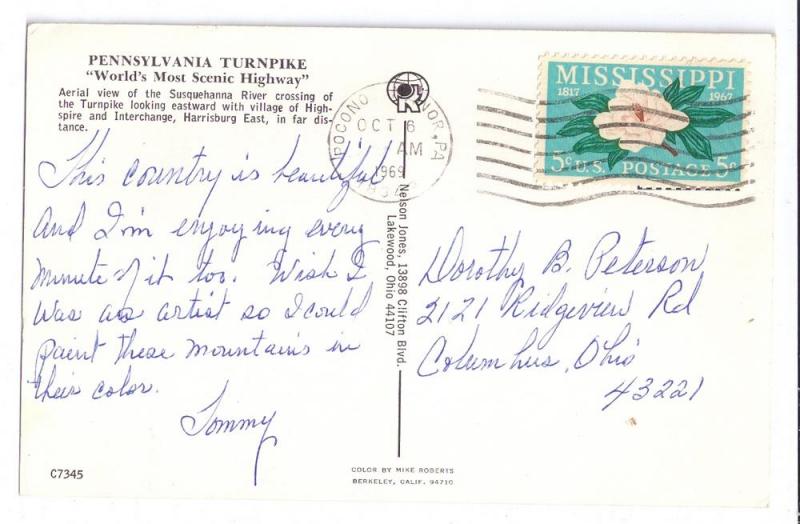 PENNSYLVANIA TURNPIKE
"World's Most Scenic Highway"
Aerial view of the Susquehanna River crossing of
the Turnpike looking eastward with village of High-
spire and Interchange, Harrisburg East, in far dis-
tance.
This country is beautiful
and I'm enjoying every
minute of it too. Wish I
was an artist so I could
paint these mountains in
their color.
Tommy
C7345
POCONO MANOR, PA
OCT 6
AM
1969
Nelson Jones, 13898 Clifton Blvd.
Lakewood, Ohio 44107
COLOR BY MIKE ROBERTS
BERKELEY, CALIF. 94710
MISSISSIPPI
1817 1967
5c U.S. POSTAGE 5c
Dorothy B. Peterson
2121 Ridgeview Rd
Columbus, Ohio
43221